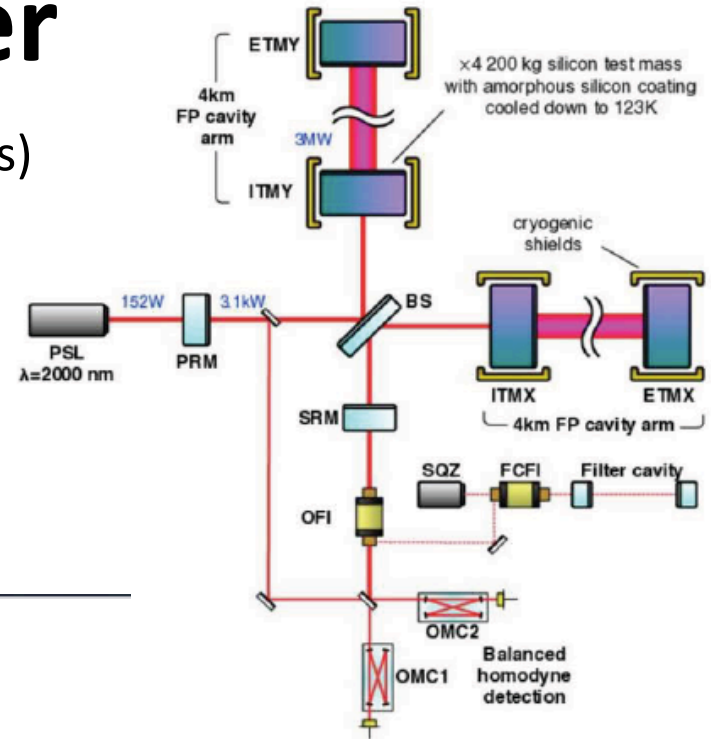 er
s)
ETMY
4km
FP cavity
arm
3MW
ITMY
×4 200 kg silicon test mass
with amorphous silicon coating
cooled down to 123K
cryogenic
shields
152W
3.1kW
BS
PSL
λ=2000 nm
PRM
ITMX
ETMX
4km FP cavity arm
SRM
SQZ
FCFI
Filter cavity
OFI
OMC2
OMC1
Balanced
homodyne
detection